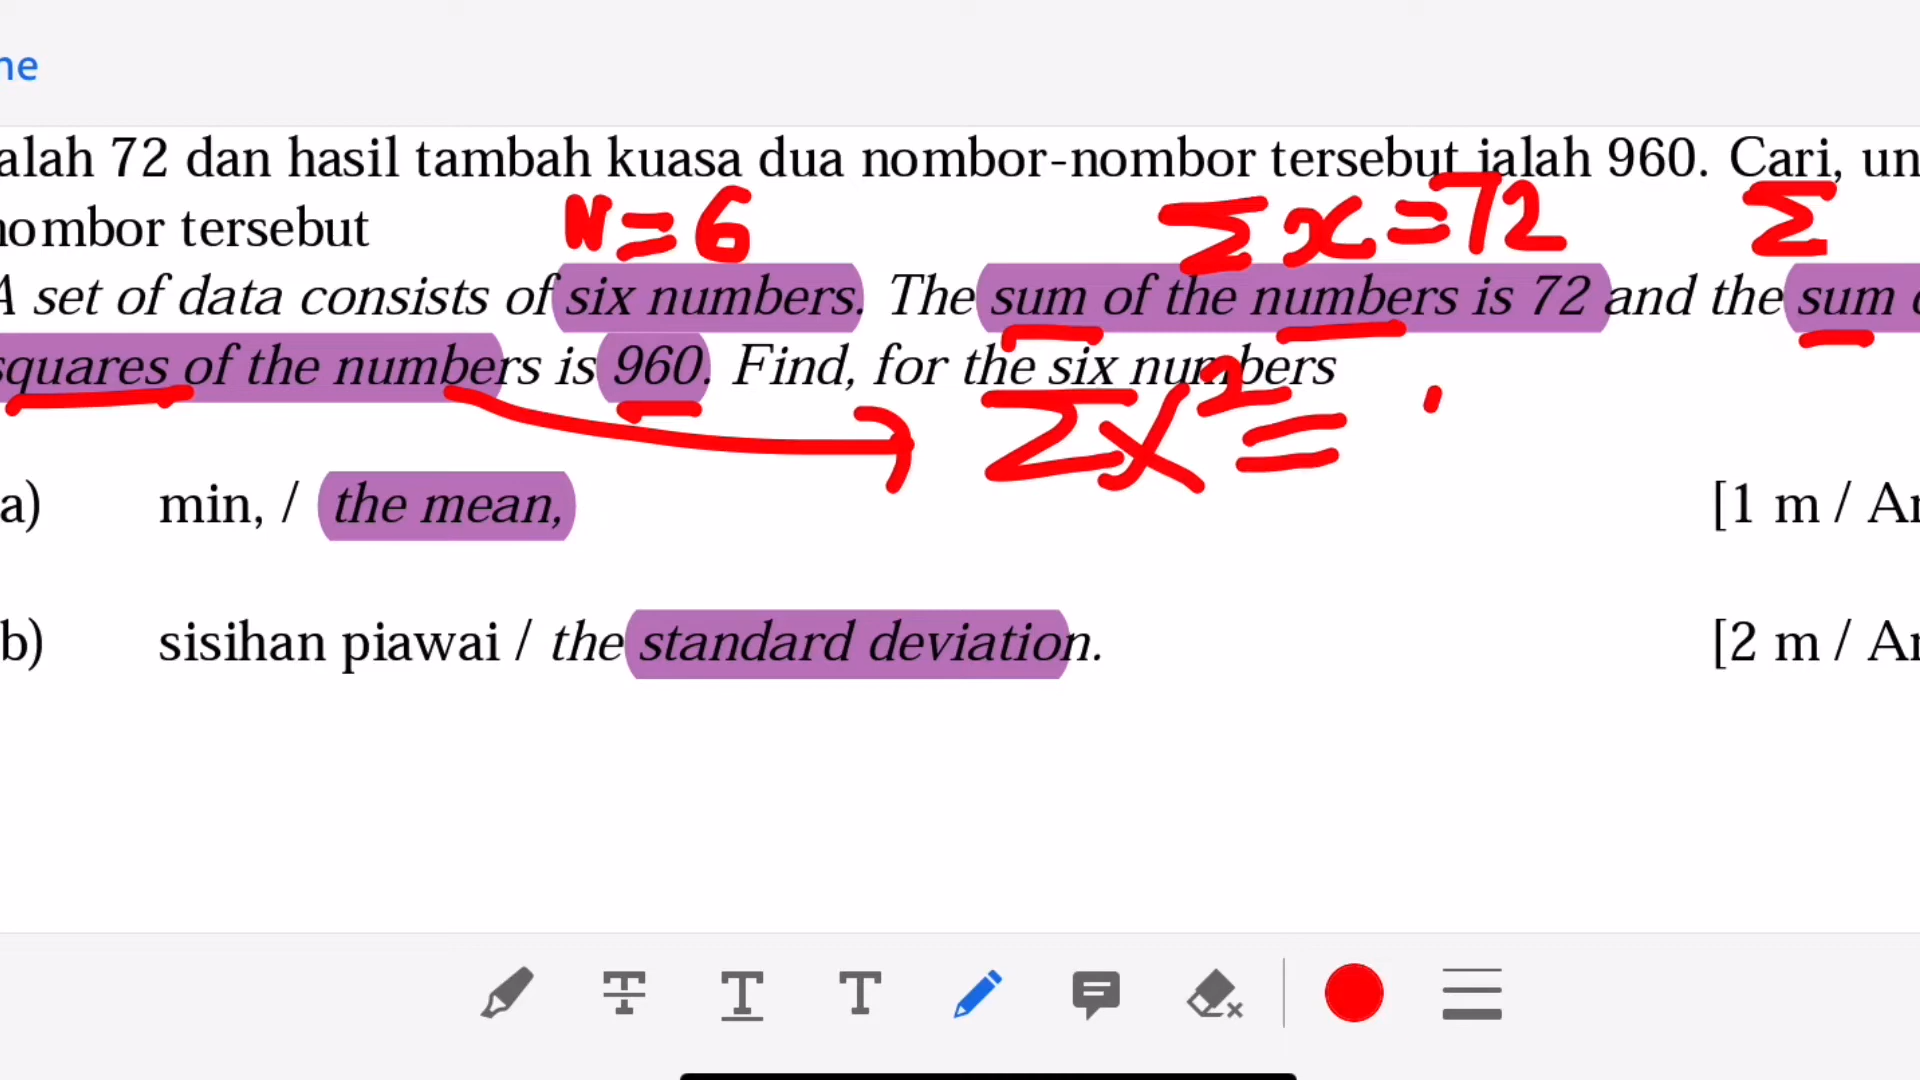 ne
alah 72 dan hasil tambah kuasa dua nombor-nombor tersebut ialah 960. Cari, un
nombor tersebut
N = 6
Σx = 72
Σ
A set of data consists of six numbers. The sum of the numbers is 72 and the sum o
squares of the numbers is 960. Find, for the six numbers
Σx² =
a) min, / the mean, [1 m / An
b) sisihan piawai / the standard deviation. [2 m / An